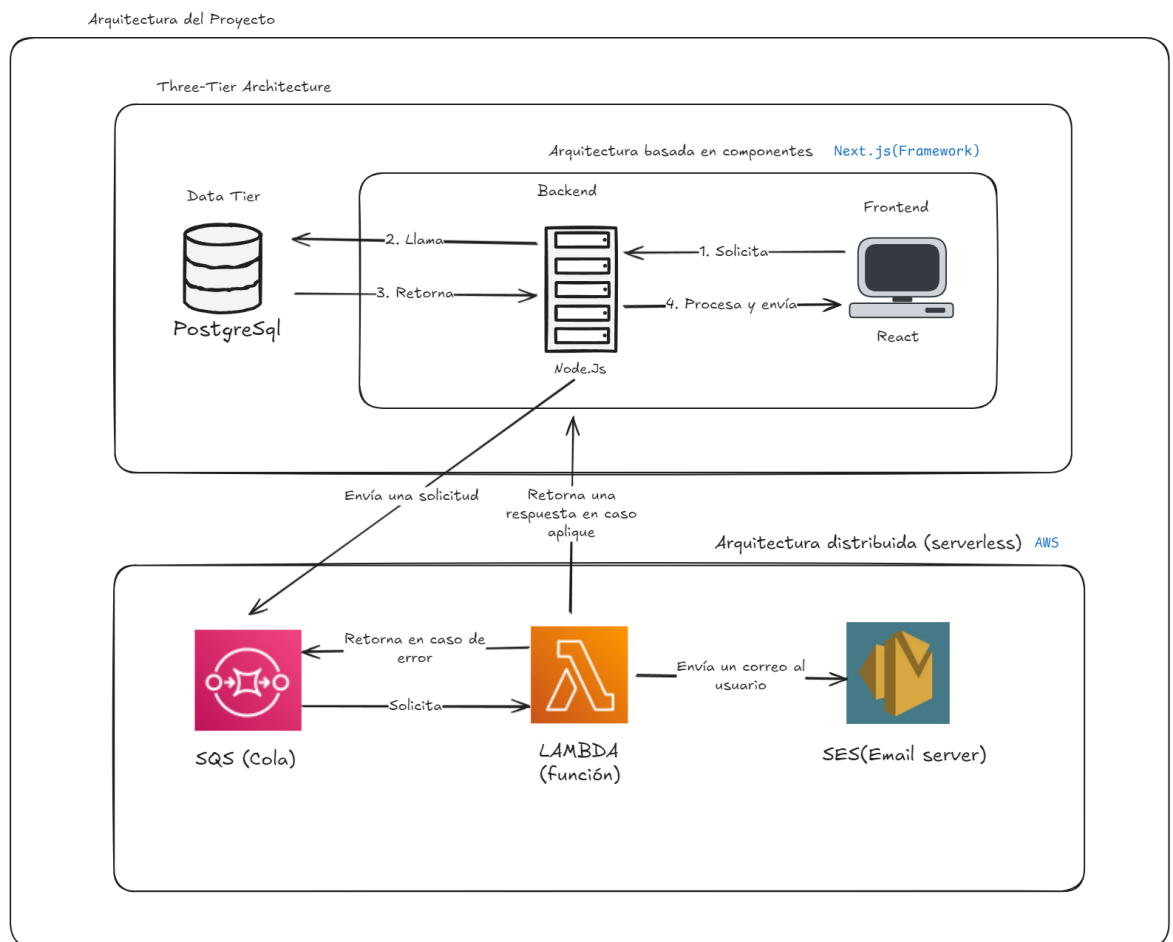 Arquitectura del Proyecto
Three-Tier Architecture
Arquitectura basada en componentes Next.js(Framework)
Data Tier
Backend
Frontend
2. Llama
1. Solicita
3. Retorna
4. Procesa y envía
PostgreSql
React
Node.Js
Envía una solicitud
Retorna una
respuesta en caso
aplique
Arquitectura distribuida (serverless) AWS
Retorna en caso de
error
Envía un correo al
usuario
Solicita
SQS (Cola)
LAMBDA
(función)
SES(Email server)